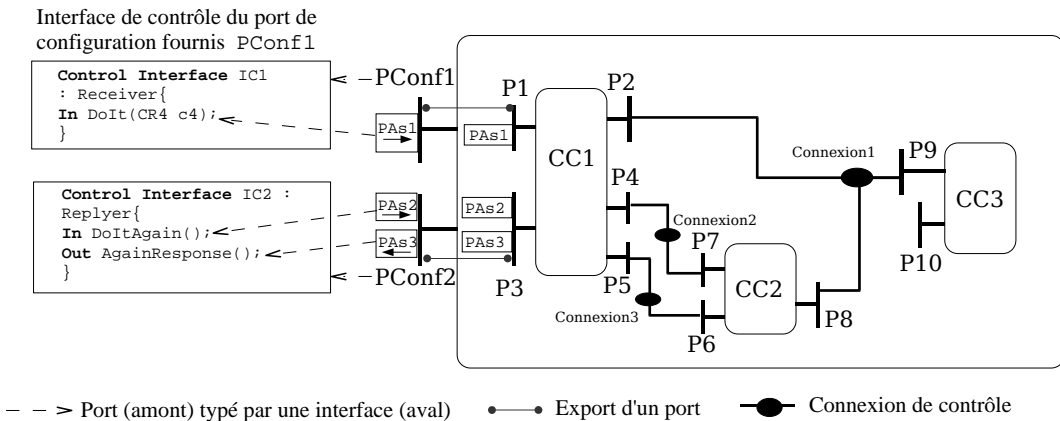 Interface de contrôle du port de
configuration fournis PConf1
Control Interface IC1
: Receiver{
In DoIt(CR4 c4);
}
PConf1
PAs1
P1
PAs1
CC1
P2
Connexion1
P9
CC3
P10
Control Interface IC2 :
Replyer{
In DoItAgain();
Out AgainResponse();
}
PAs2
PAs3
PConf2
PAs2
PAs3
P3
P4
Connexion2
P7
P5
Connexion3
P6
CC2
P8
Port (amont) typé par une interface (aval)
Export d'un port
Connexion de contrôle